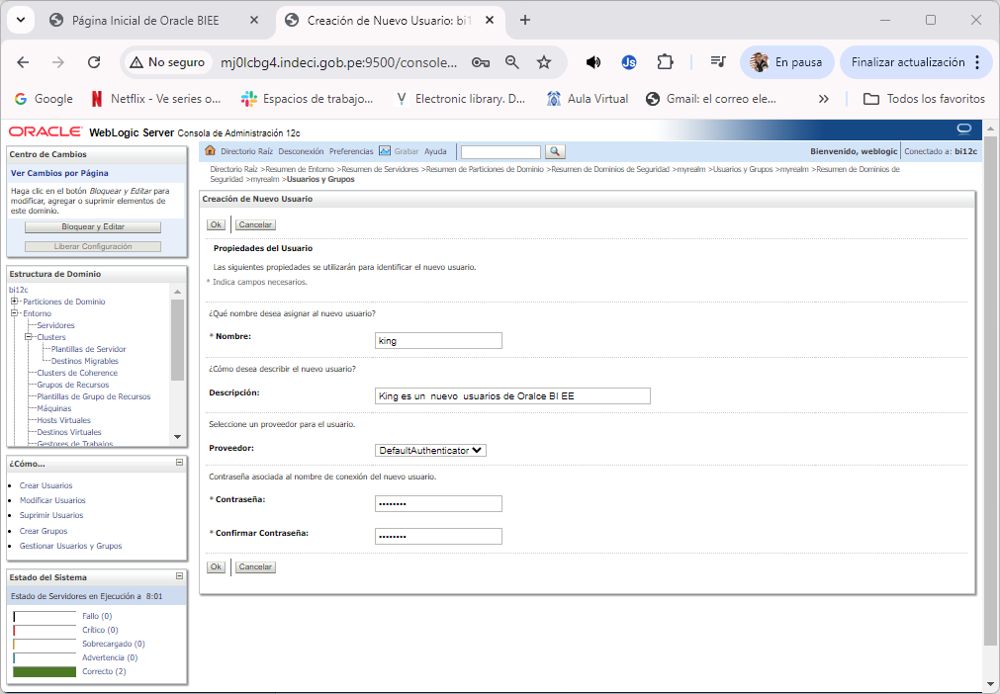 Página Inicial de Oracle BIEE
Creación de Nuevo Usuario: bi1
No seguro
mj0lcbg4.indeci.gob.pe:9500/console...
Js
En pausa
Finalizar actualización
Google
Netflix - Ve series o...
Espacios de trabajo...
Electronic library. D...
Aula Virtual
Gmail: el correo ele...
Todos los favoritos
ORACLE WebLogic Server Consola de Administración 12c
Centro de Cambios
Ver Cambios por Página
Haga clic en el botón Bloquear y Editar para
modificar, agregar o suprimir elementos de
este dominio.
Bloquear y Editar
Liberar Configuración
Estructura de Dominio
bi12c
Particiones de Dominio
Entorno
Servidores
Clusters
Plantillas de Servidor
Destinos Migrables
Clusters de Coherence
Grupos de Recursos
Plantillas de Grupo de Recursos
Máquinas
Hosts Virtuales
Destinos Virtuales
Gestores de Trabajos
¿Cómo...
Crear Usuarios
Modificar Usuarios
Suprimir Usuarios
Crear Grupos
Gestionar Usuarios y Grupos
Estado del Sistema
Estado de Servidores en Ejecución a 8:01
Fallo (0)
Crítico (0)
Sobrecargado (0)
Advertencia (0)
Correcto (2)
Directorio Raíz Desconexión Preferencias Grabar Ayuda
Bienvenido, weblogic Conectado a: bi12c
Directorio Raíz >Resumen de Entorno >Resumen de Servidores >Resumen de Particiones de Dominio >Resumen de Dominios de Seguridad >myrealm >Usuarios y Grupos >myrealm >Resumen de Dominios de
Seguridad >myrealm >Usuarios y Grupos
Creación de Nuevo Usuario
Ok Cancelar
Propiedades del Usuario
Las siguientes propiedades se utilizarán para identificar el nuevo usuario.
* Indica campos necesarios.
¿Qué nombre desea asignar al nuevo usuario?
* Nombre: king
¿Cómo desea describir el nuevo usuario?
Descripción: King es un nuevo usuarios de Oralce BI EE
Seleccione un proveedor para el usuario.
Proveedor: DefaultAuthenticator
Contraseña asociada al nombre de conexión del nuevo usuario.
* Contraseña: ••••••••
* Confirmar Contraseña: ••••••••
Ok Cancelar